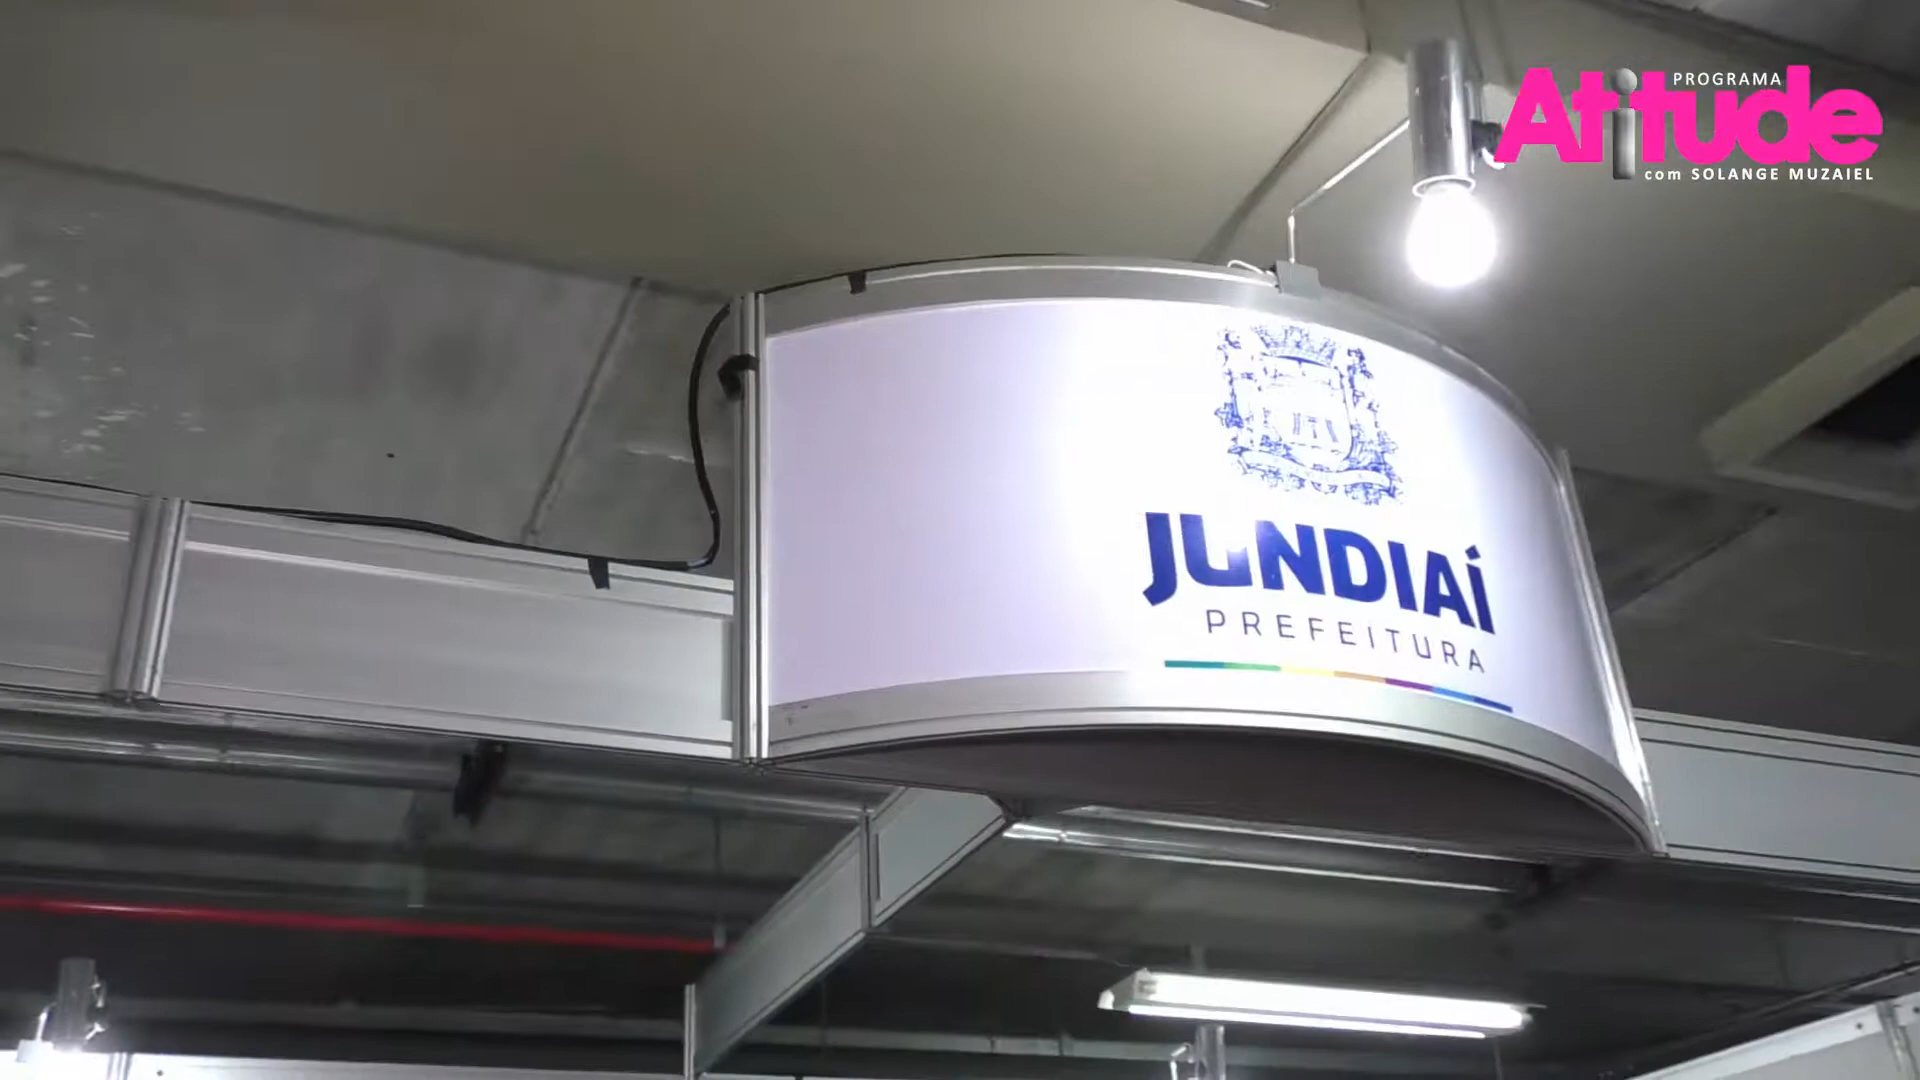 PROGRAMA
Atitude
com SOLANGE MUZAIEL
JUNDIAÍ
PREFEITURA